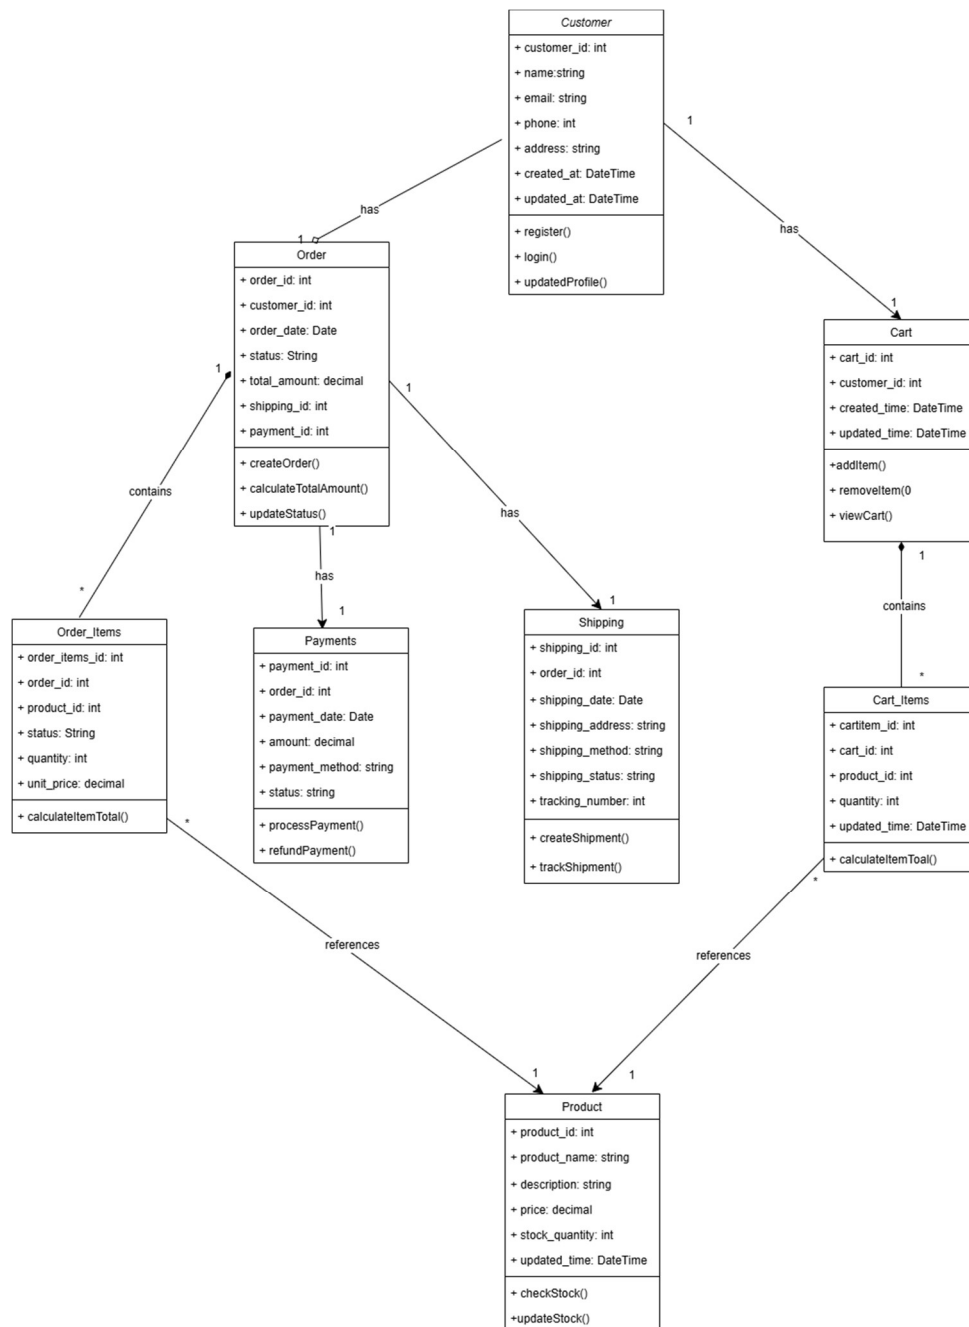 Customer
+ customer_id: int
+ name:string
+ email: string
+ phone: int
+ address: string
+ created_at: DateTime
+ updated_at: DateTime
+ register()
+ login()
+ updatedProfile()
1
has
1
has
1
Order
+ order_id: int
+ customer_id: int
+ order_date: Date
+ status: String
+ total_amount: decimal
+ shipping_id: int
+ payment_id: int
+ createOrder()
+ calculateTotalAmount()
+ updateStatus()
1
Cart
+ cart_id: int
+ customer_id: int
+ created_time: DateTime
+ updated_time: DateTime
+addItem()
+ removeItem(0
+ viewCart()
1
contains
*
1
has
1
1
has
1
1
contains
*
Order_Items
+ order_items_id: int
+ order_id: int
+ product_id: int
+ status: String
+ quantity: int
+ unit_price: decimal
+ calculateItemTotal()
Payments
+ payment_id: int
+ order_id: int
+ payment_date: Date
+ amount: decimal
+ payment_method: string
+ status: string
+ processPayment()
+ refundPayment()
Shipping
+ shipping_id: int
+ order_id: int
+ shipping_date: Date
+ shipping_address: string
+ shipping_method: string
+ shipping_status: string
+ tracking_number: int
+ createShipment()
+ trackShipment()
Cart_Items
+ cartitem_id: int
+ cart_id: int
+ product_id: int
+ quantity: int
+ updated_time: DateTime
+ calculateItemToal()
*
references
1
*
references
1
Product
+ product_id: int
+ product_name: string
+ description: string
+ price: decimal
+ stock_quantity: int
+ updated_time: DateTime
+ checkStock()
+updateStock()